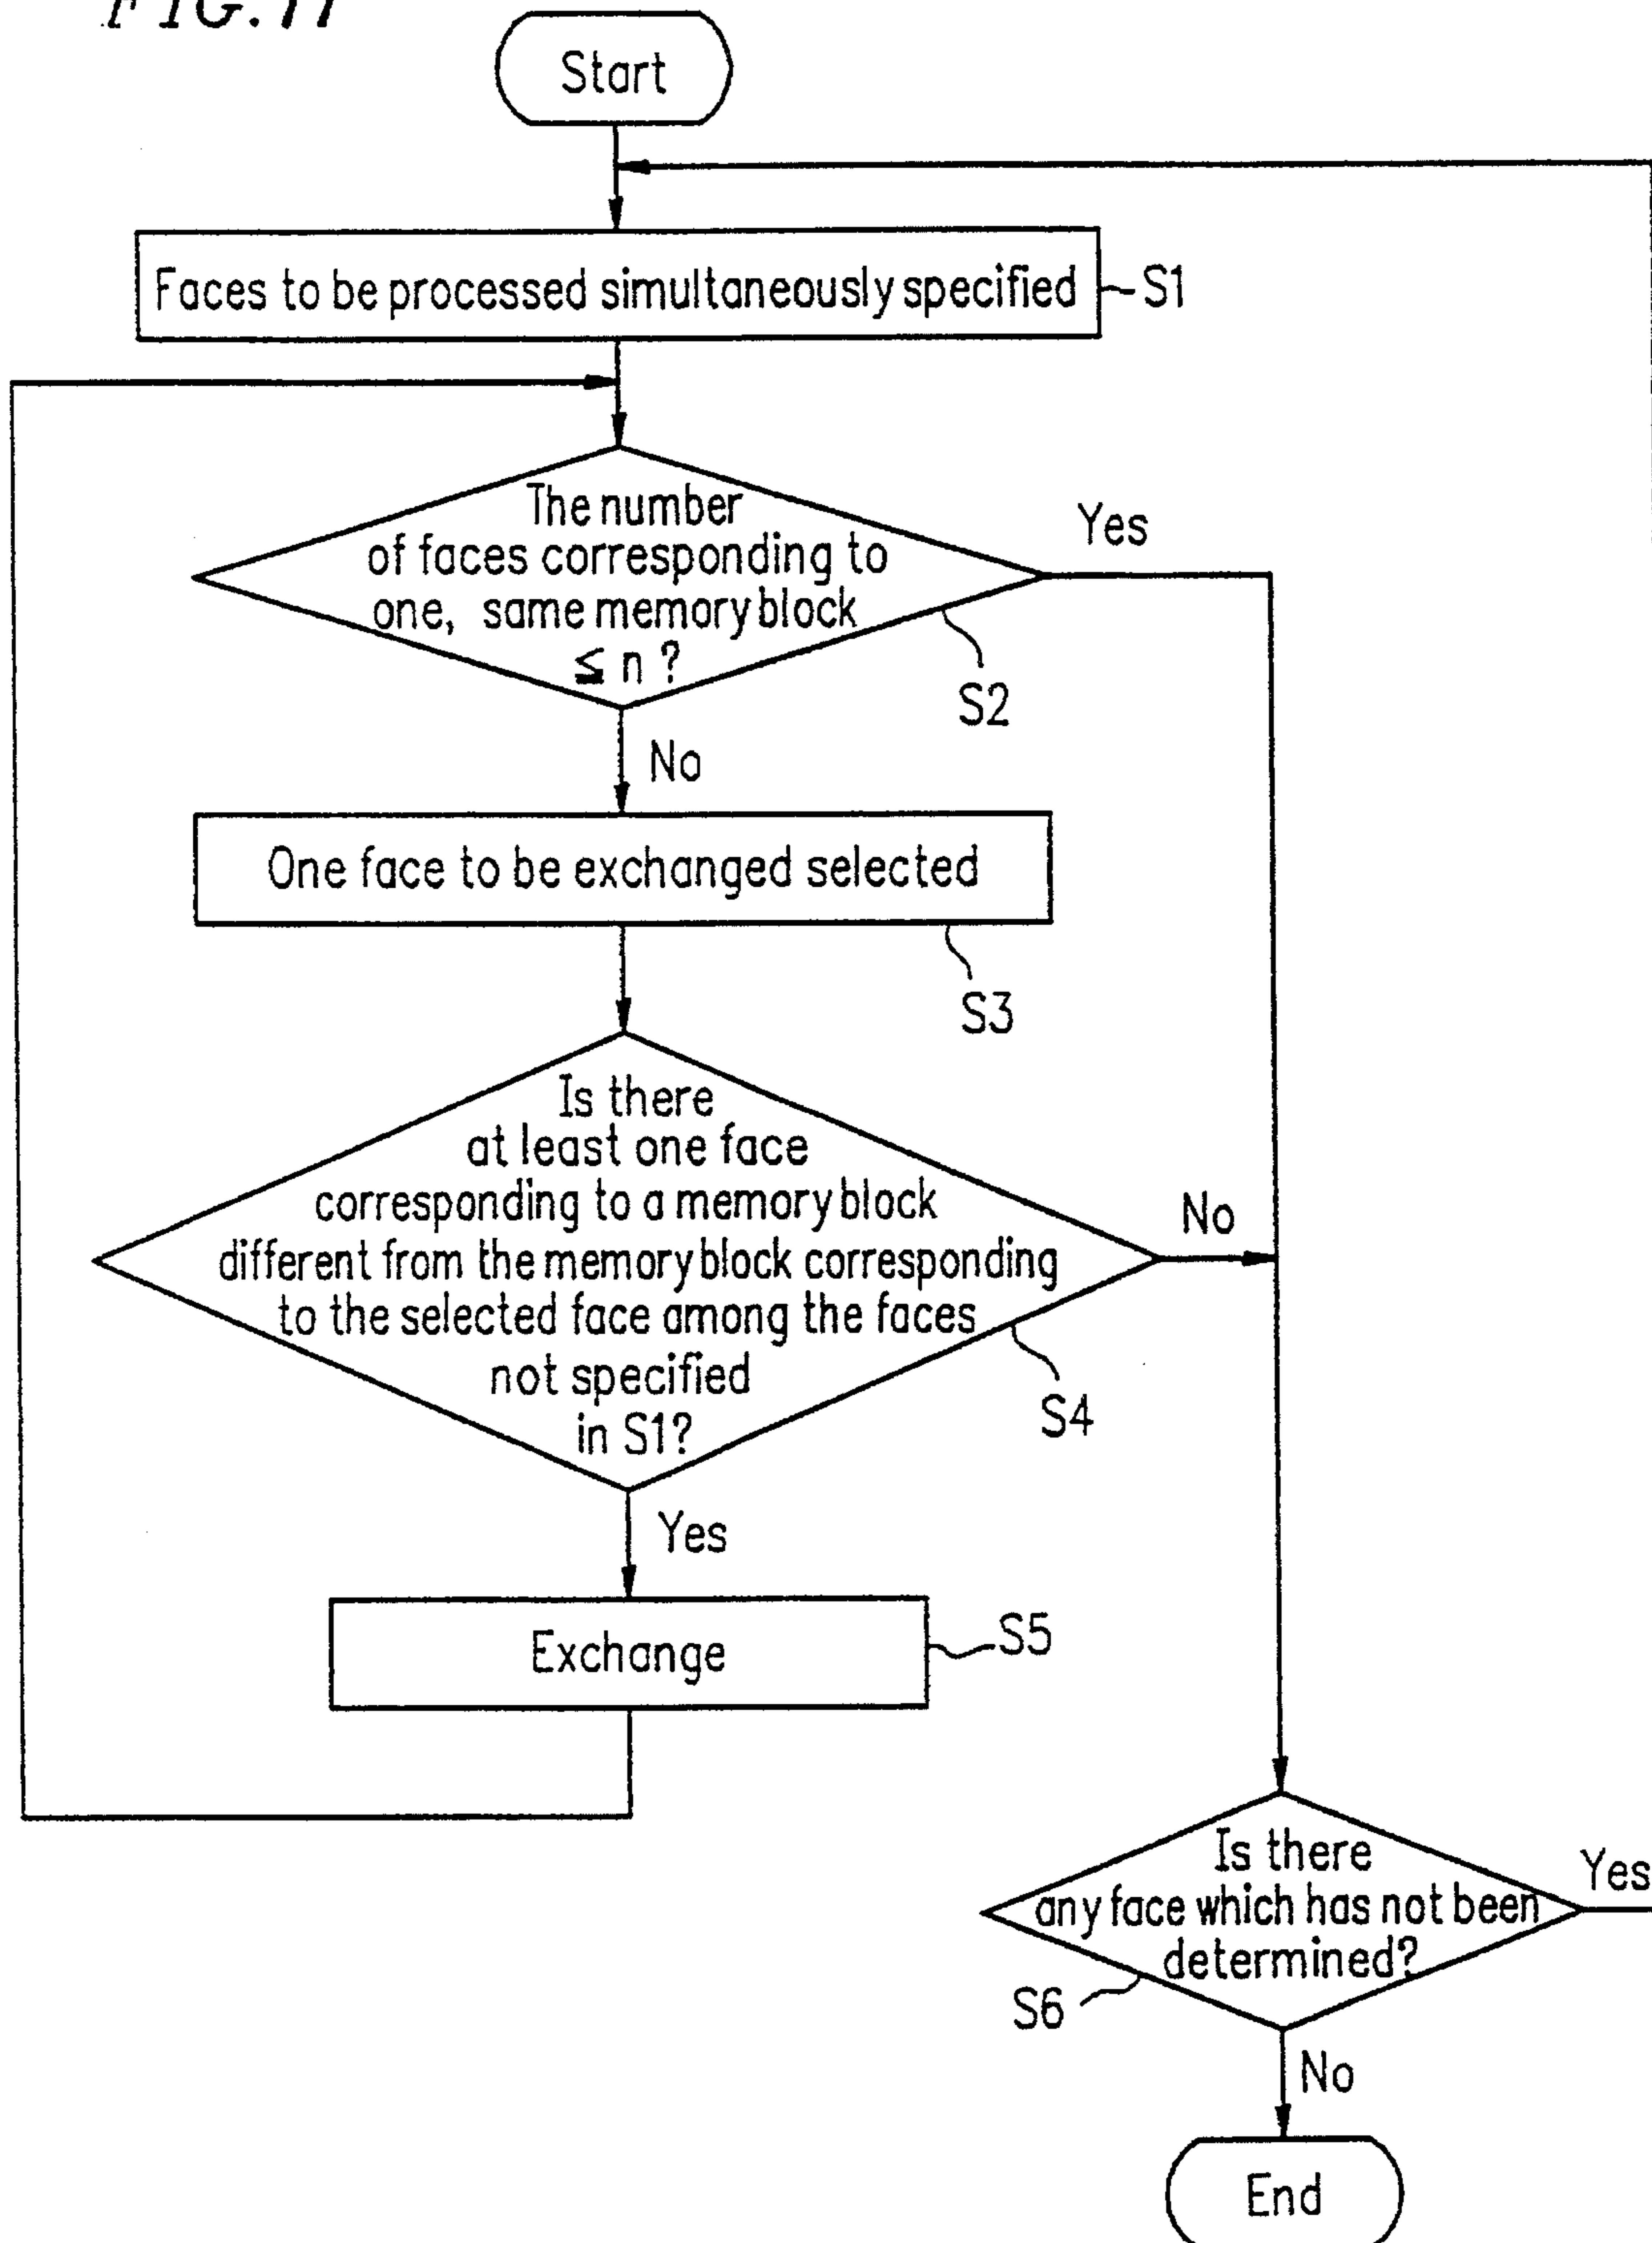 FIG.11
Start
Faces to be processed simultaneously specified
S1
The number
of faces corresponding to
one, same memory block
≦ n ?
Yes
S2
No
One face to be exchanged selected
S3
Is there
at least one face
corresponding to a memory block
different from the memory block corresponding
to the selected face among the faces
not specified
in S1?
No
S4
Yes
Exchange
S5
Is there
any face which has not been
determined?
Yes
S6
No
End